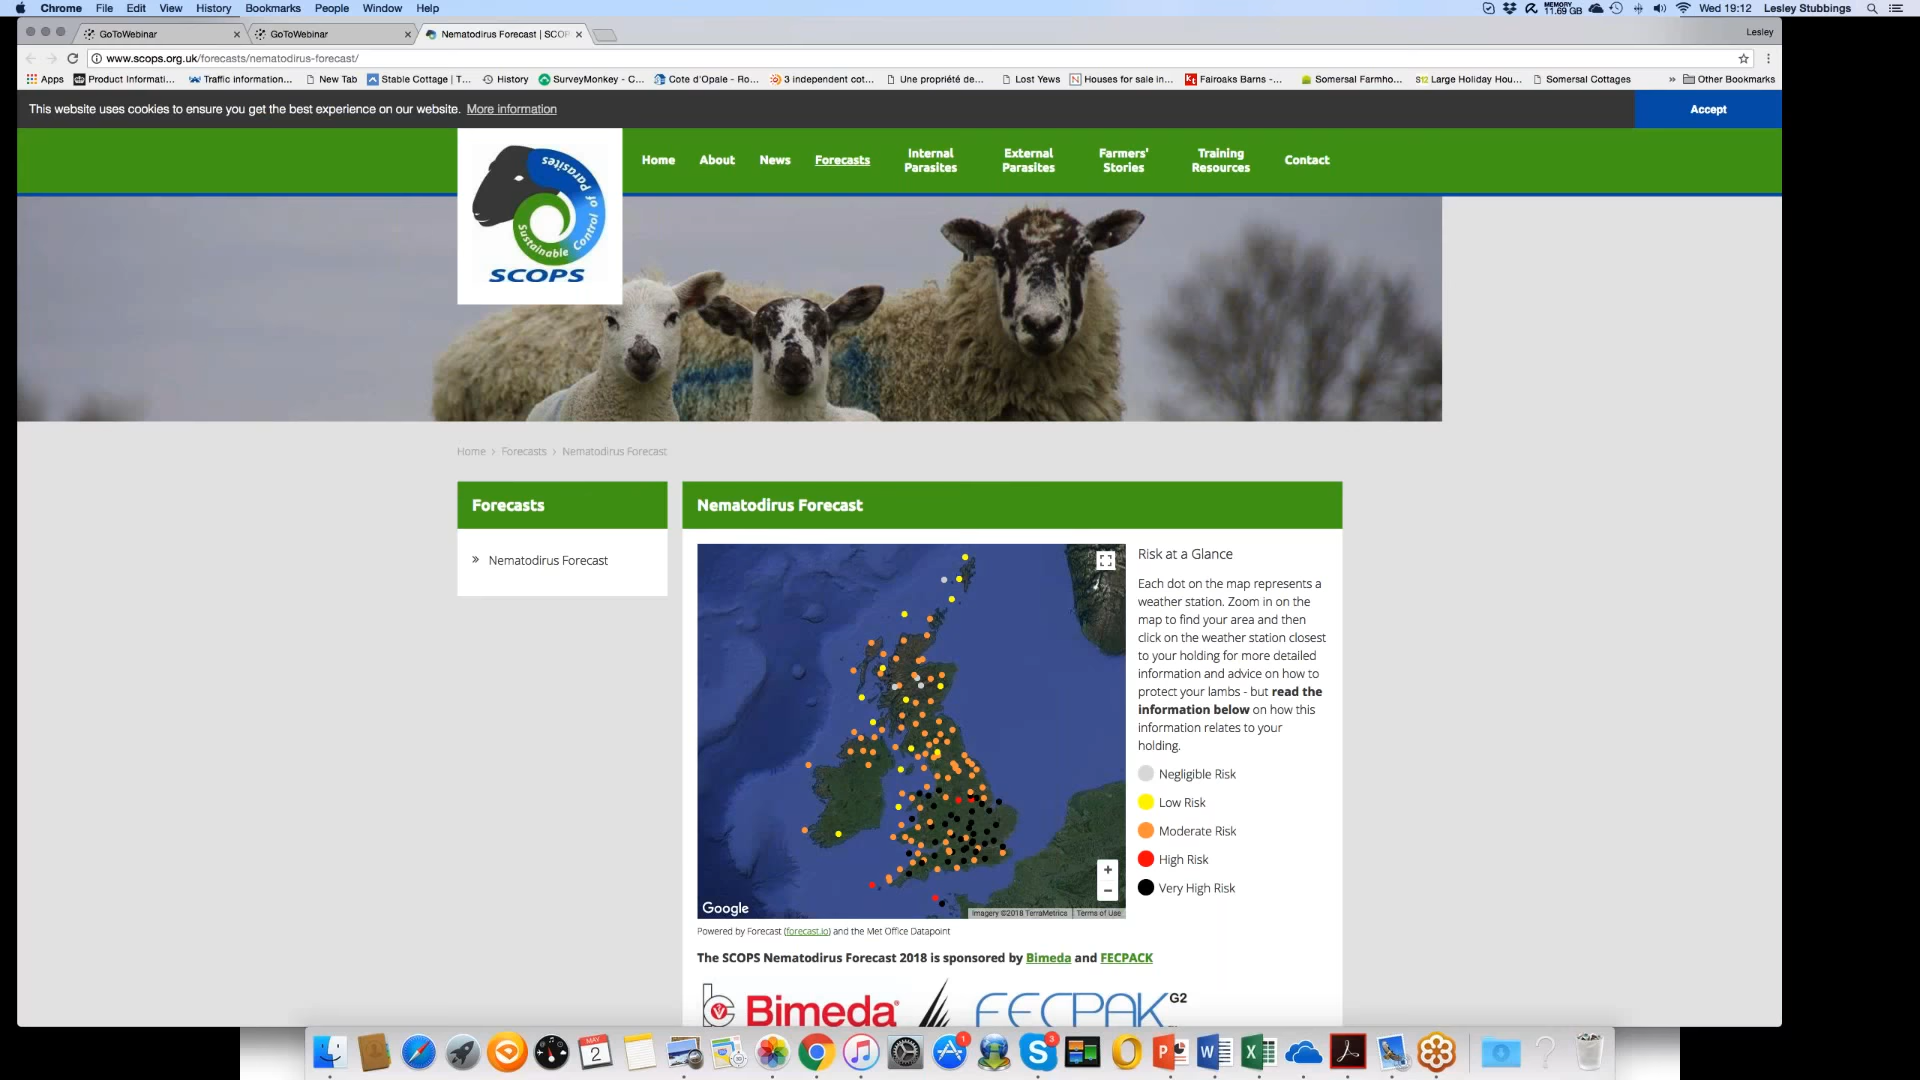 Chrome File Edit View History Bookmarks People Window Help
MEMORY 11.69 GB Wed 19:12 Lesley Stubbings
GoToWebinar GoToWebinar Nematodirus Forecast | SCOP Lesley
www.scops.org.uk/forecasts/nematodirus-forecast/
Apps Product Informati... Traffic information... New Tab Stable Cottage | T... History SurveyMonkey - C... Cote d'Opale - Ro... 3 independent cot... Une propriété de... Lost Yews Houses for sale in... Fairoaks Barns -... Somersal Farmho... Large Holiday Hou... Somersal Cottages » Other Bookmarks
This website uses cookies to ensure you get the best experience on our website. More information Accept
Sustainable Control of Parasites
SCOPS
Home About News Forecasts Internal Parasites External Parasites Farmers' Stories Training Resources Contact
Home > Forecasts > Nematodirus Forecast
Forecasts
» Nematodirus Forecast
Nematodirus Forecast
Google
Imagery ©2018 TerraMetrics Terms of Use
Risk at a Glance
Each dot on the map represents a
weather station. Zoom in on the
map to find your area and then
click on the weather station closest
to your holding for more detailed
information and advice on how to
protect your lambs - but read the
information below on how this
information relates to your
holding.
Negligible Risk
Low Risk
Moderate Risk
High Risk
Very High Risk
Powered by Forecast (forecast.io) and the Met Office Datapoint
The SCOPS Nematodirus Forecast 2018 is sponsored by Bimeda and FECPACK
Bimeda FECPAK G2
MAY
2
1
3